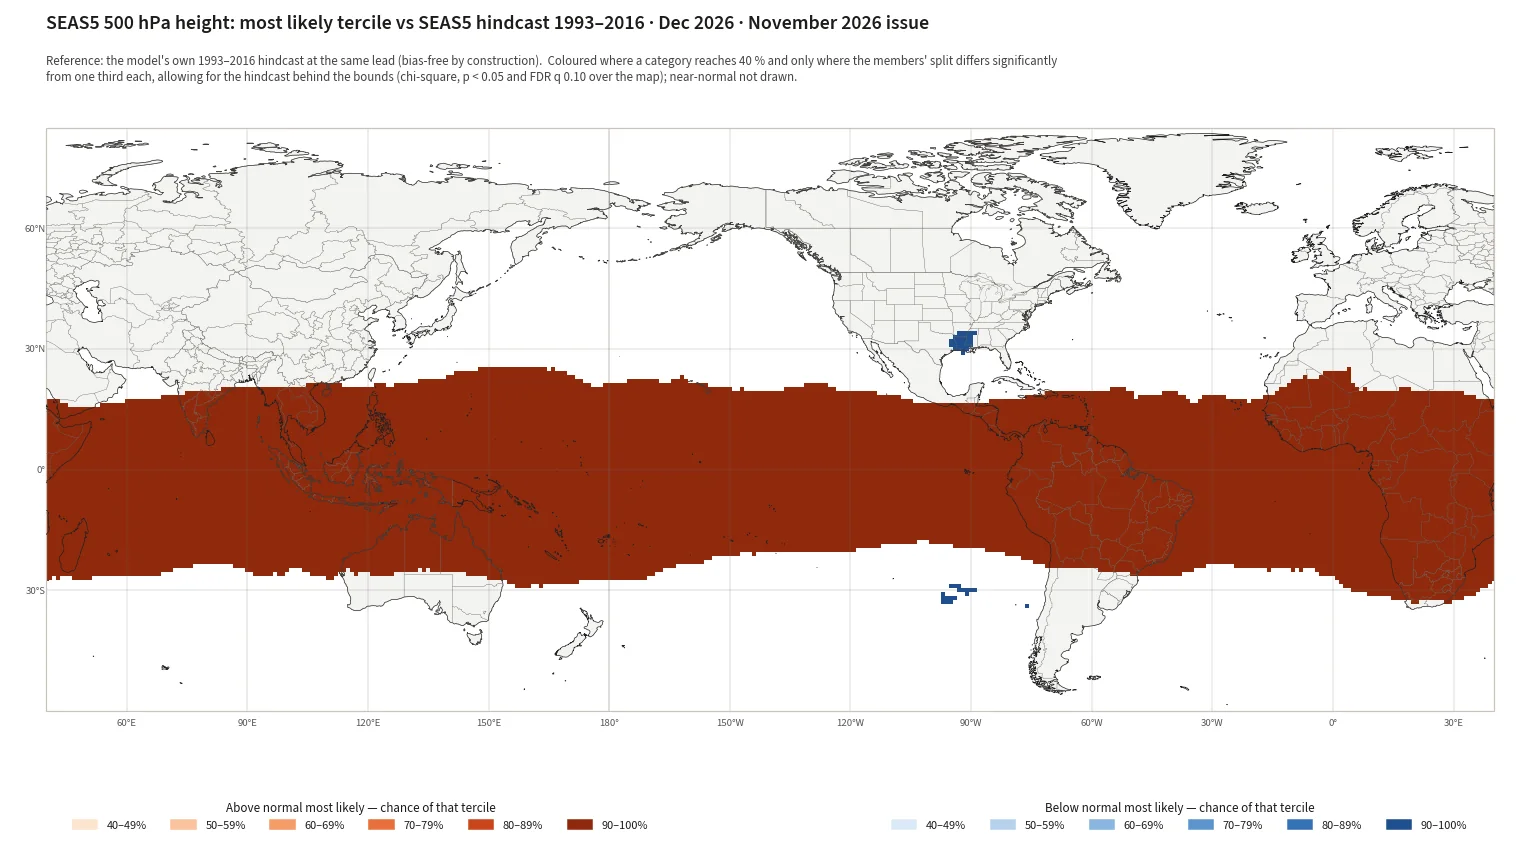 SEAS5 500 hPa height: most likely tercile vs SEAS5 hindcast 1993–2016 · Dec 2026 · November 2026 issue
Reference: the model's own 1993–2016 hindcast at the same lead (bias-free by construction).  Coloured where a category reaches 40 % and only where the members' split differs significantly
from one third each, allowing for the hindcast behind the bounds (chi-square, p < 0.05 and FDR q 0.10 over the map); near-normal not drawn.
60°N
30°N
0°
30°S
60°E 90°E 120°E 150°E 180° 150°W 120°W 90°W 60°W 30°W 0° 30°E
Above normal most likely — chance of that tercile
40–49% 50–59% 60–69% 70–79% 80–89% 90–100%
Below normal most likely — chance of that tercile
40–49% 50–59% 60–69% 70–79% 80–89% 90–100%